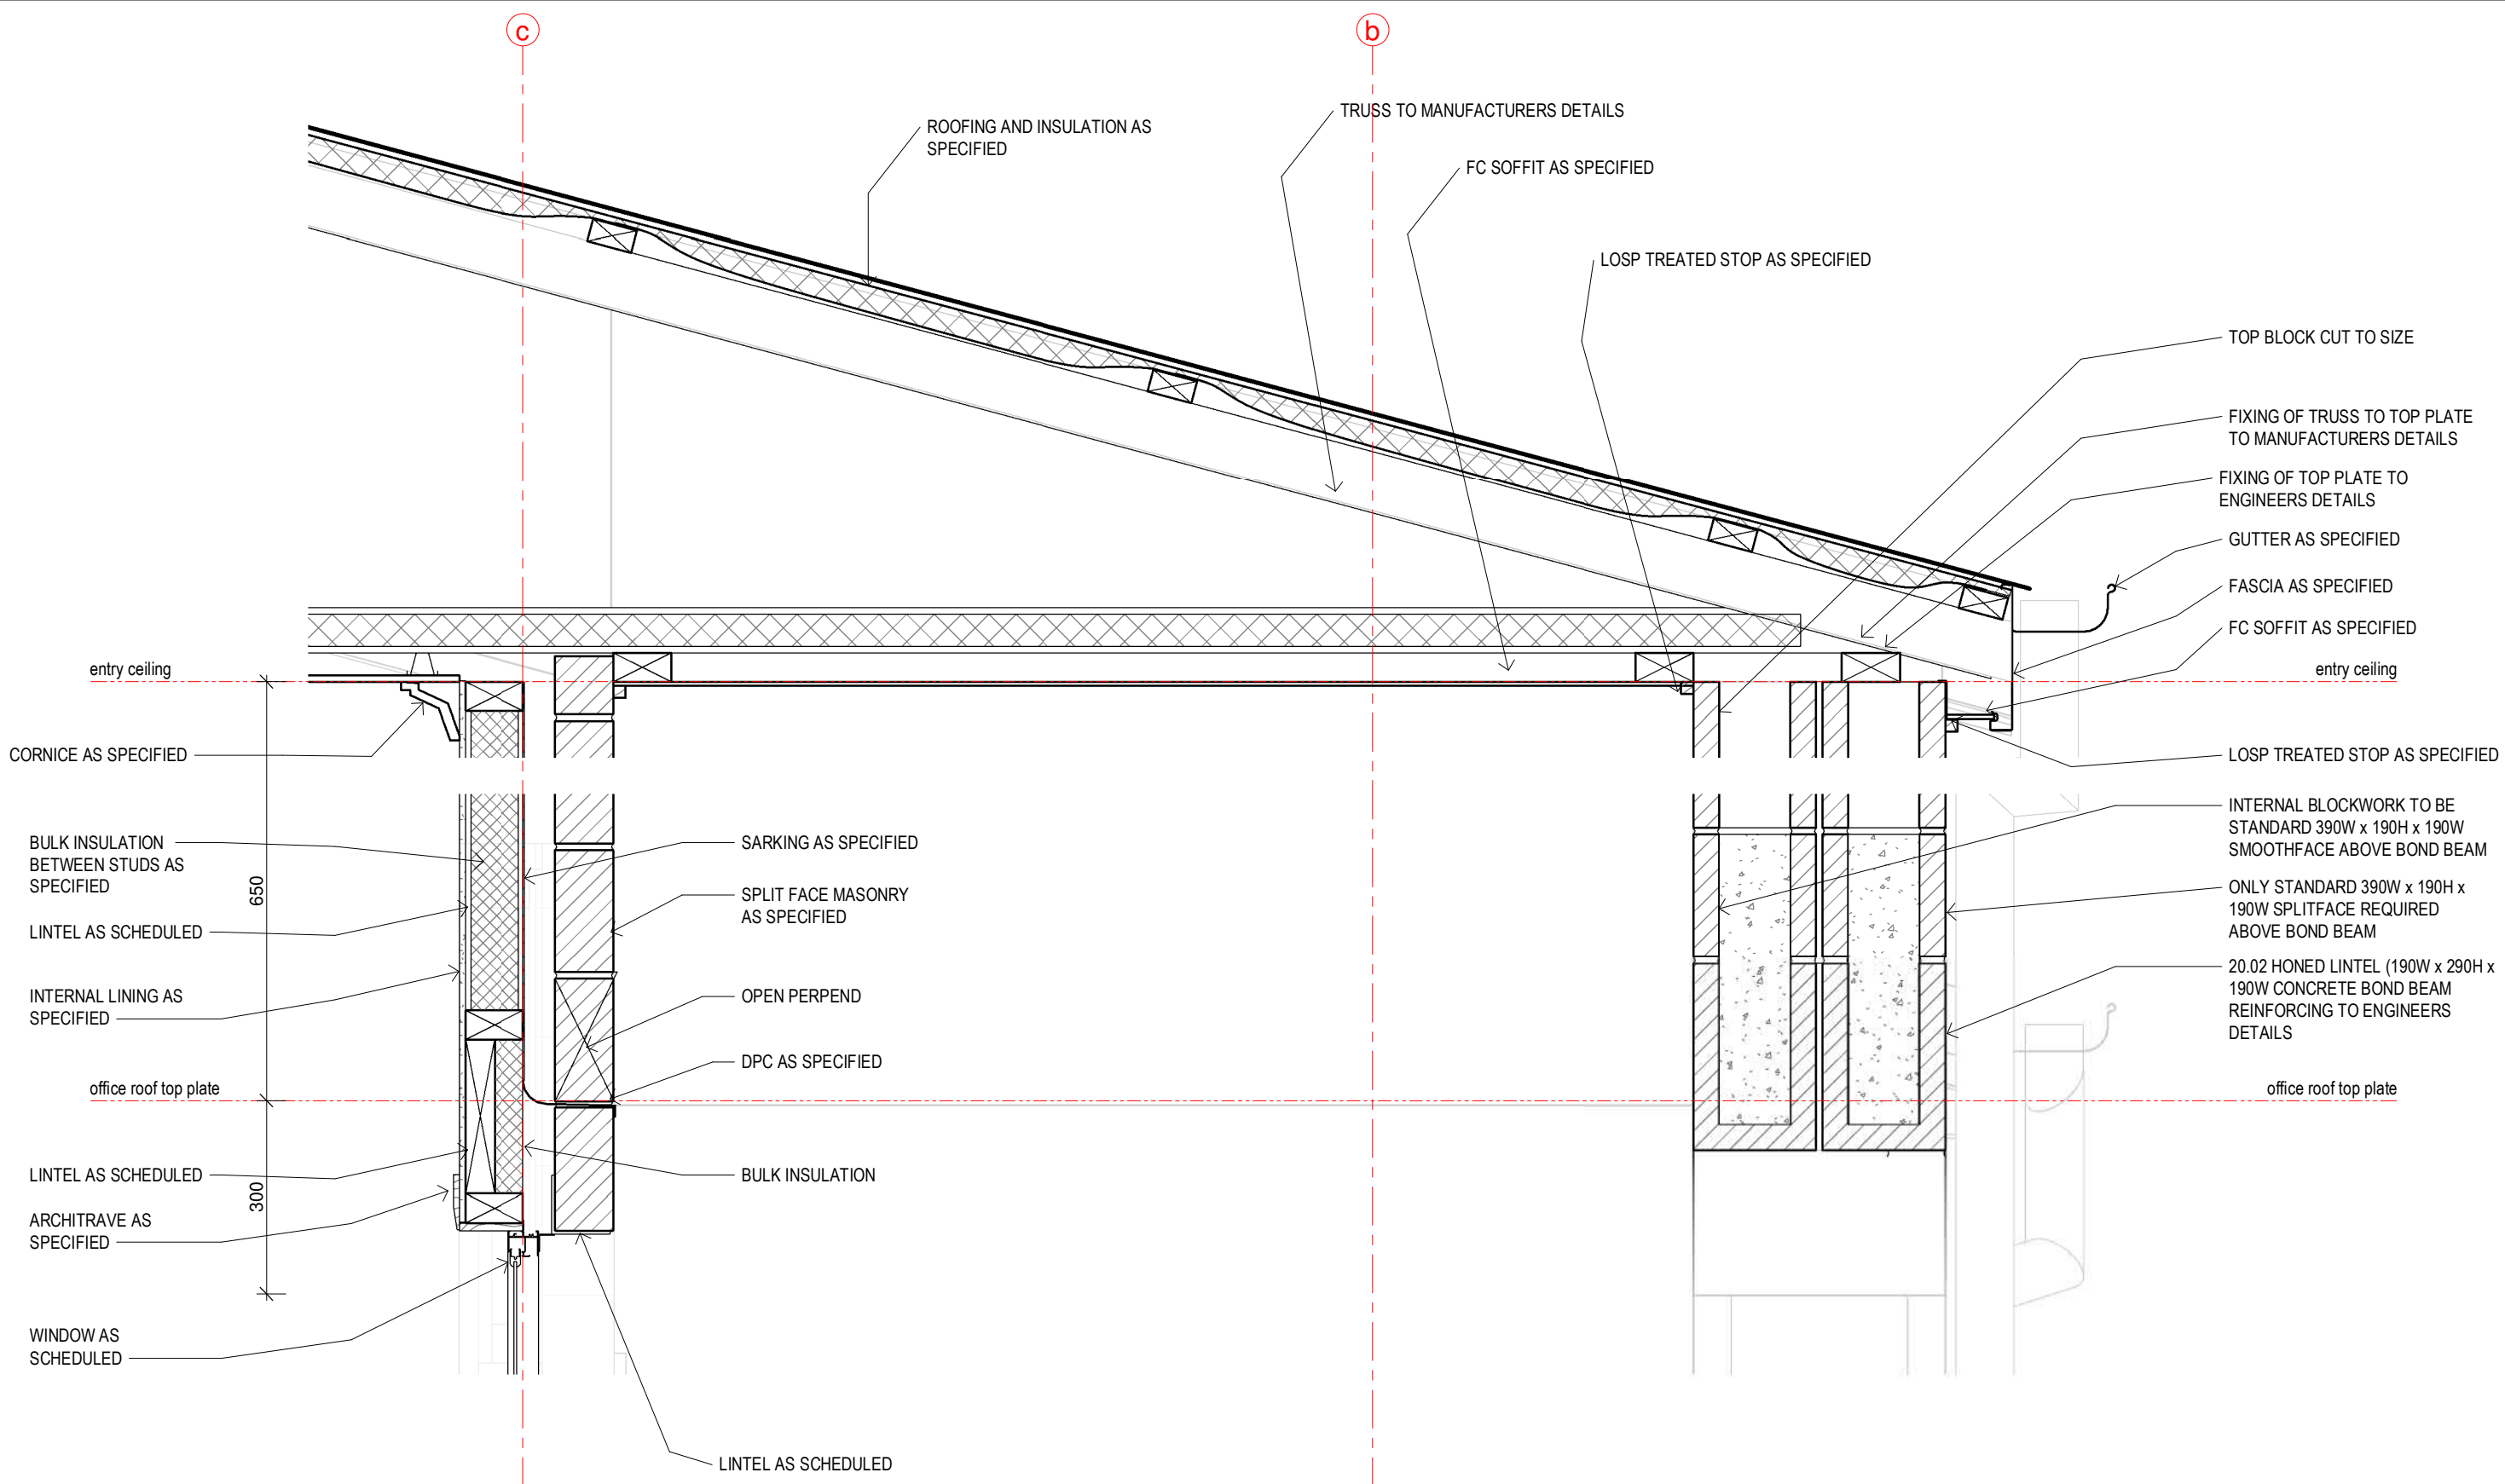 c
b
TRUSS TO MANUFACTURERS DETAILS
ROOFING AND INSULATION AS
SPECIFIED
FC SOFFIT AS SPECIFIED
LOSP TREATED STOP AS SPECIFIED
TOP BLOCK CUT TO SIZE
FIXING OF TRUSS TO TOP PLATE
TO MANUFACTURERS DETAILS
FIXING OF TOP PLATE TO
ENGINEERS DETAILS
GUTTER AS SPECIFIED
FASCIA AS SPECIFIED
FC SOFFIT AS SPECIFIED
entry ceiling
entry ceiling
CORNICE AS SPECIFIED
LOSP TREATED STOP AS SPECIFIED
INTERNAL BLOCKWORK TO BE
STANDARD 390W x 190H x 190W
SMOOTHFACE ABOVE BOND BEAM
BULK INSULATION
BETWEEN STUDS AS
SPECIFIED
650
SARKING AS SPECIFIED
SPLIT FACE MASONRY
AS SPECIFIED
ONLY STANDARD 390W x 190H x
190W SPLITFACE REQUIRED
ABOVE BOND BEAM
LINTEL AS SCHEDULED
20.02 HONED LINTEL (190W x 290H x
190W CONCRETE BOND BEAM
REINFORCING TO ENGINEERS
DETAILS
INTERNAL LINING AS
SPECIFIED
OPEN PERPEND
DPC AS SPECIFIED
office roof top plate
office roof top plate
LINTEL AS SCHEDULED
BULK INSULATION
300
ARCHITRAVE AS
SPECIFIED
WINDOW AS
SCHEDULED
LINTEL AS SCHEDULED